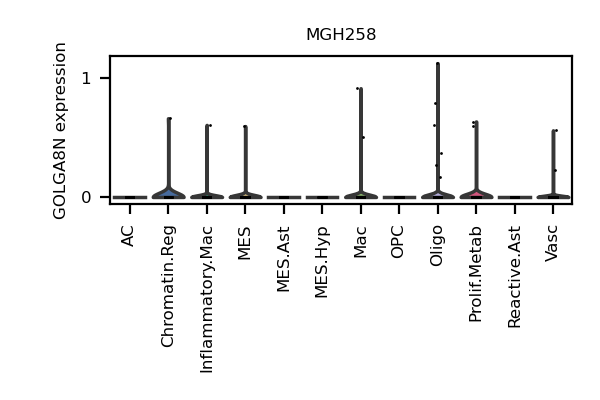 MGH258
GOLGA8N expression
1
0
AC
Chromatin.Reg
Inflammatory.Mac
MES
MES.Ast
MES.Hyp
Mac
OPC
Oligo
Prolif.Metab
Reactive.Ast
Vasc